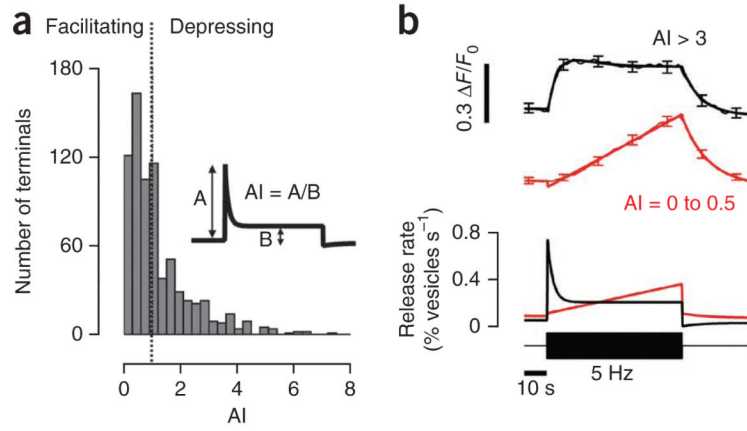 a
Facilitating
Depressing
180
120
60
0
Number of terminals
A
AI = A/B
B
0 2 4 6 8
AI
b
AI > 3
0.3 ΔF/F0
AI = 0 to 0.5
0.8
0.4
0
Release rate
(% vesicles s−1)
5 Hz
10 s